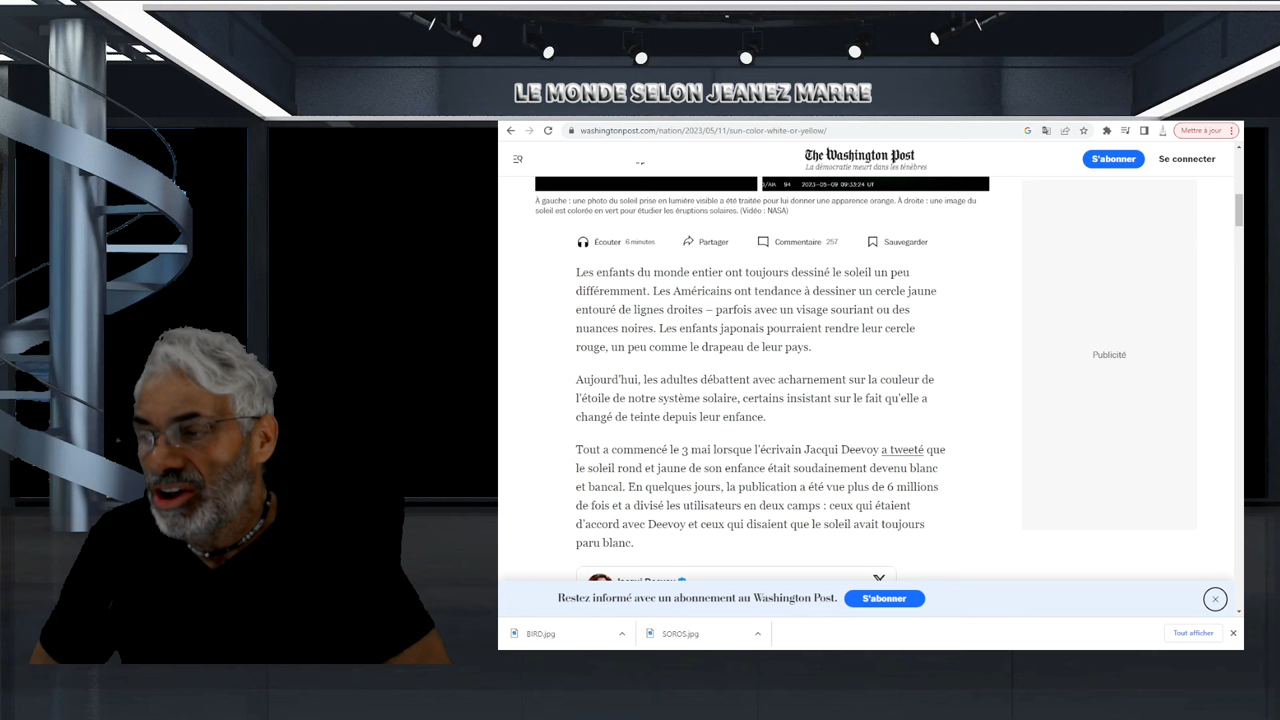 LE MONDE SELON JEANEZ MARRE
washingtonpost.com/nation/2023/05/11/sun-color-white-or-yellow/
Mettre à jour
The Washington Post
La démocratie meurt dans les ténèbres
S'abonner
Se connecter
94 2023-05-09 09:33:24 UT
À gauche : une photo du soleil prise en lumière visible a été traitée pour lui donner une apparence orange. À droite : une image du
soleil est colorée en vert pour étudier les éruptions solaires. (Vidéo : NASA)
Écouter 6 minutes
Partager
Commentaire 257
Sauvegarder
Les enfants du monde entier ont toujours dessiné le soleil un peu
différemment. Les Américains ont tendance à dessiner un cercle jaune
entouré de lignes droites – parfois avec un visage souriant ou des
nuances noires. Les enfants japonais pourraient rendre leur cercle
rouge, un peu comme le drapeau de leur pays.
Publicité
Aujourd'hui, les adultes débattent avec acharnement sur la couleur de
l'étoile de notre système solaire, certains insistant sur le fait qu'elle a
changé de teinte depuis leur enfance.
Tout a commencé le 3 mai lorsque l'écrivain Jacqui Deevoy a tweeté que
le soleil rond et jaune de son enfance était soudainement devenu blanc
et bancal. En quelques jours, la publication a été vue plus de 6 millions
de fois et a divisé les utilisateurs en deux camps : ceux qui étaient
d'accord avec Deevoy et ceux qui disaient que le soleil avait toujours
paru blanc.
Jacqui Deevoy
Restez informé avec un abonnement au Washington Post.
S'abonner
BIRD.jpg
SOROS.jpg
Tout afficher